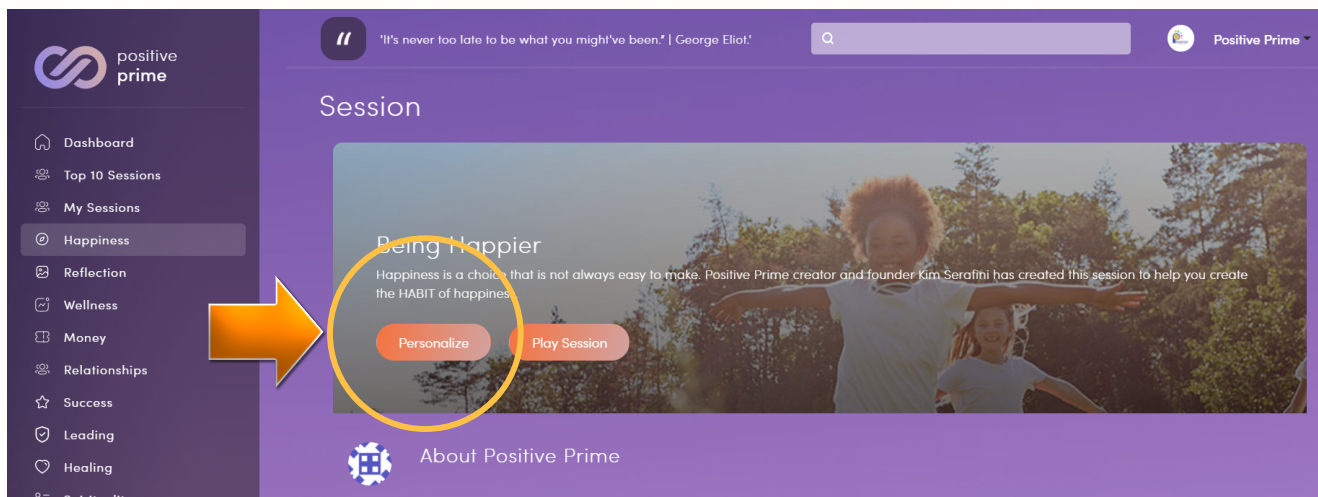 positive
prime
Dashboard
Top 10 Sessions
My Sessions
Happiness
Reflection
Wellness
Money
Relationships
Success
Leading
Healing
'It's never too late to be what you might've been." | George Eliot.'
Positive Prime
Session
Being Happier
Happiness is a choice that is not always easy to make. Positive Prime creator and founder Kim Serafini has created this session to help you create
the HABIT of happines
Personalize
Play Session
About Positive Prime